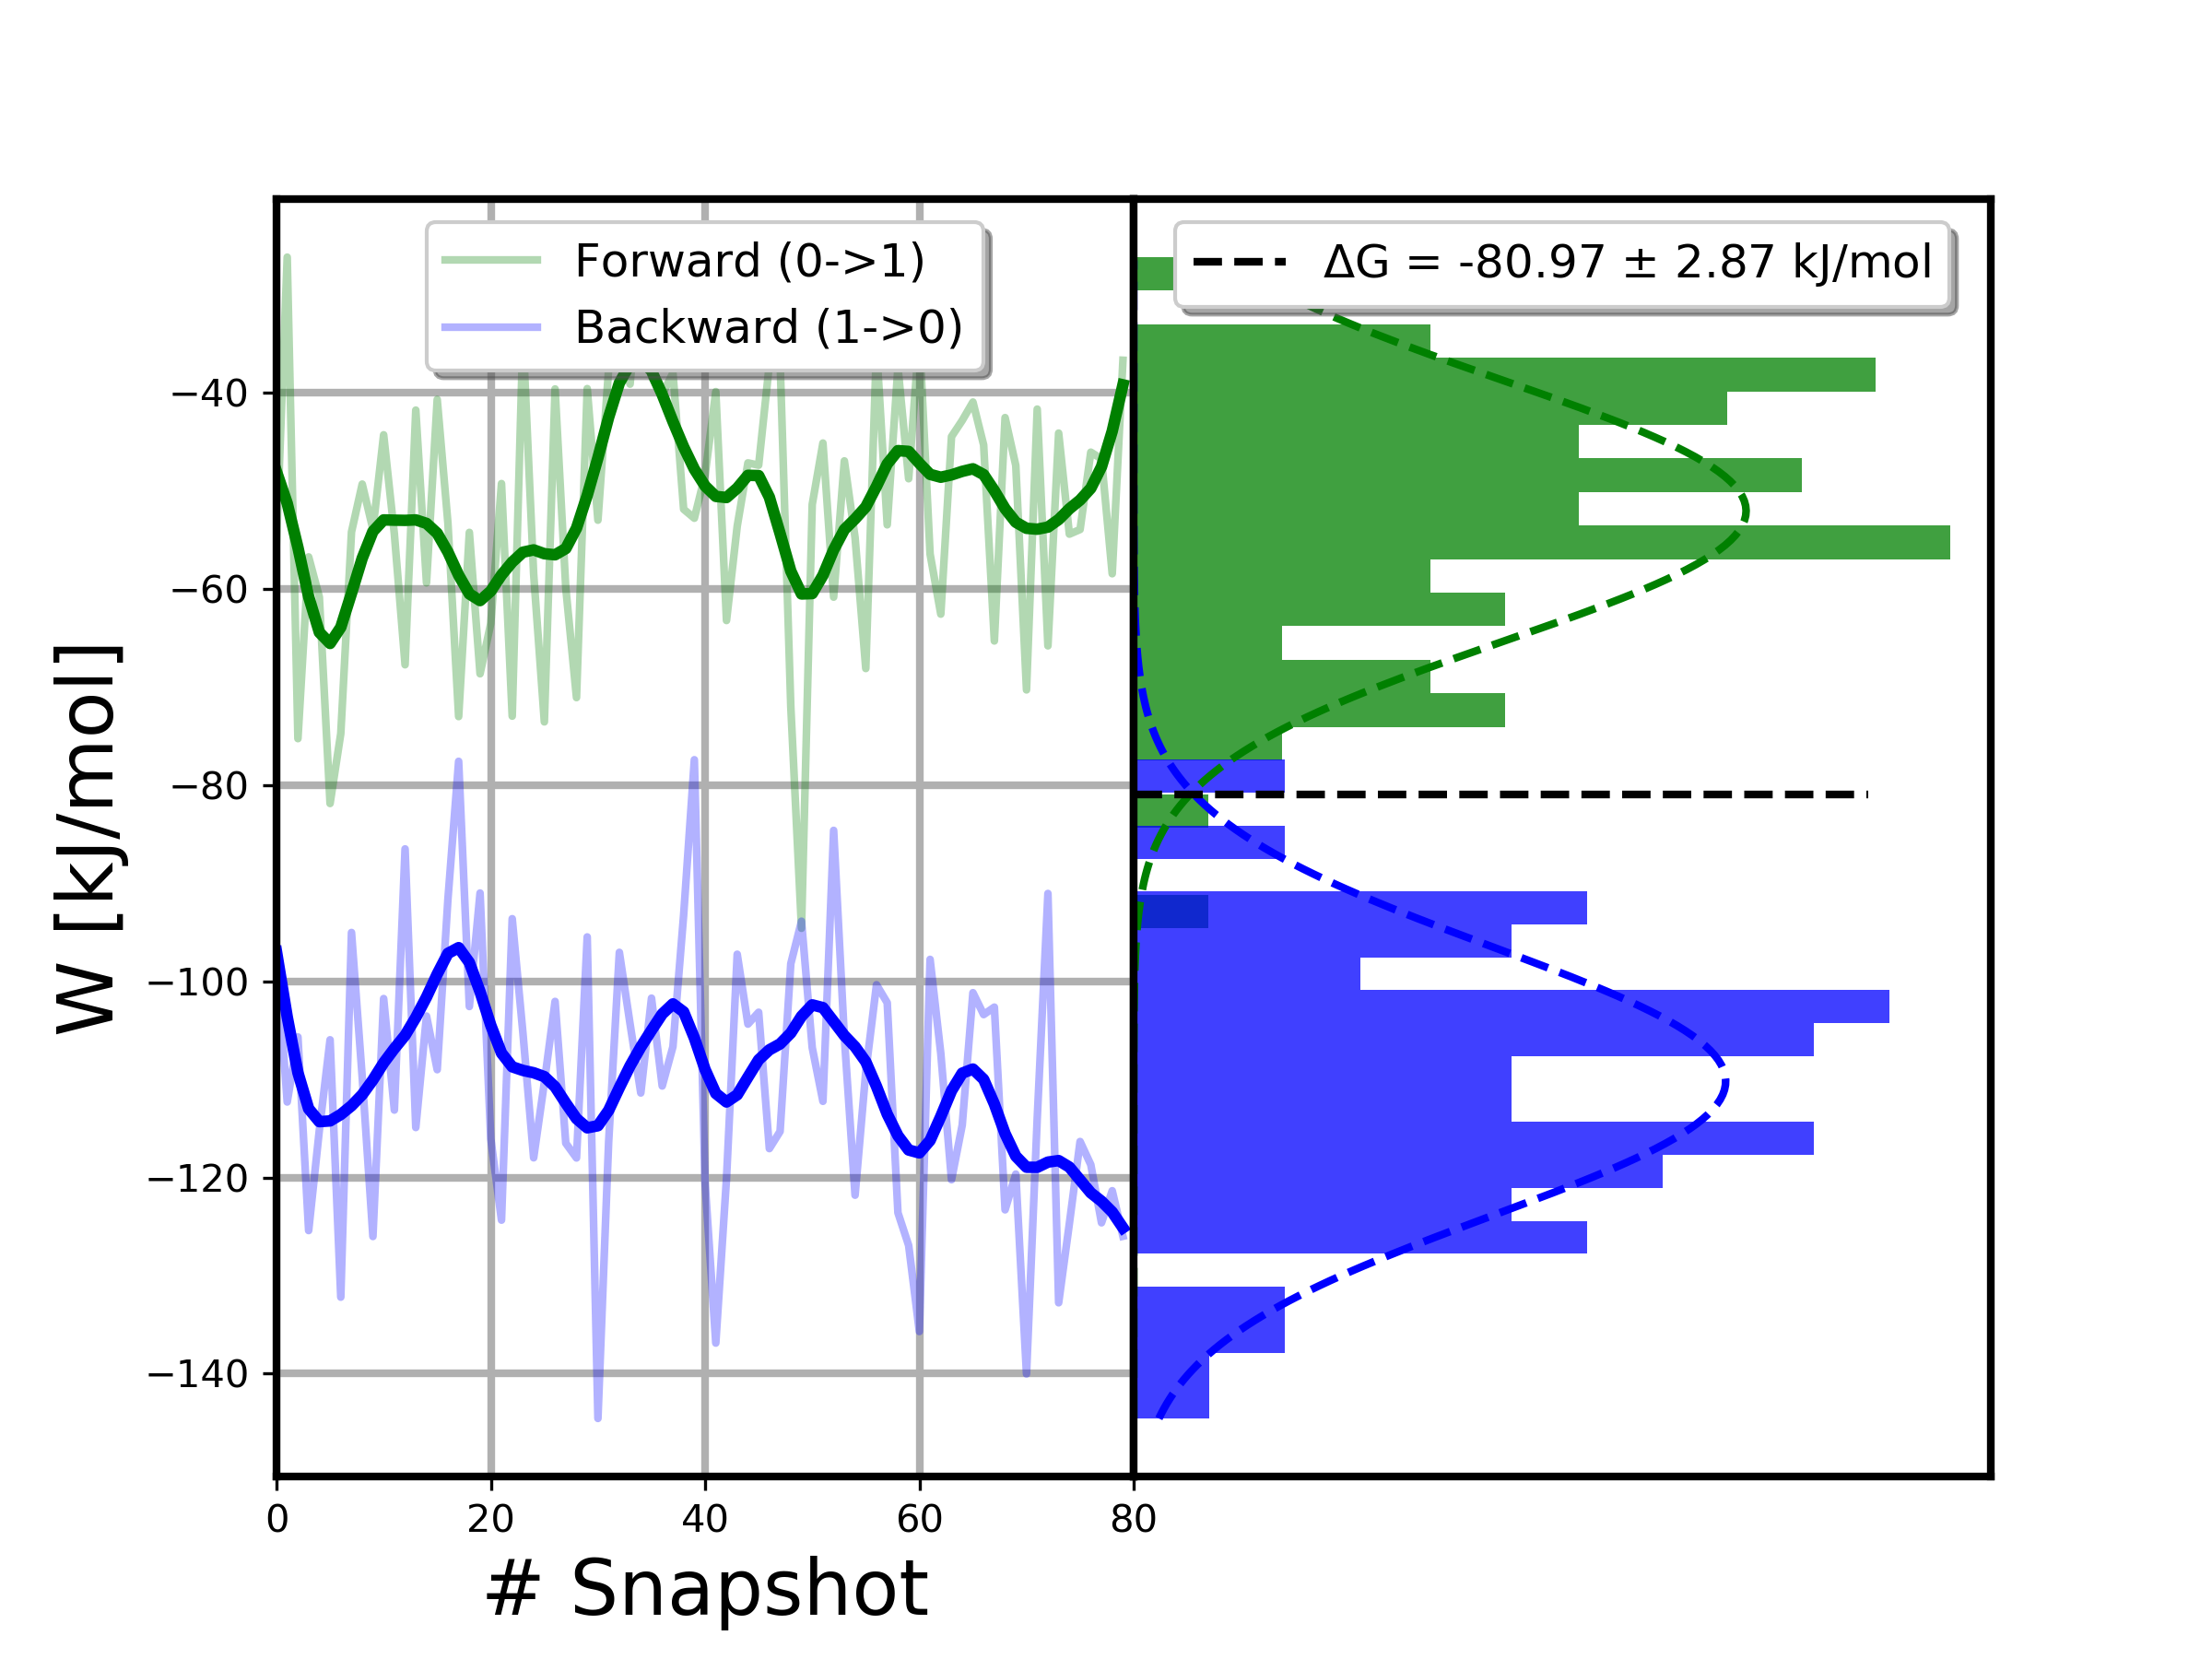 Forward (0->1)
Backward (1->0)
ΔG = -80.97 ± 2.87 kJ/mol
W [kJ/mol]
−40
−60
−80
−100
−120
−140
0 20 40 60 80
# Snapshot